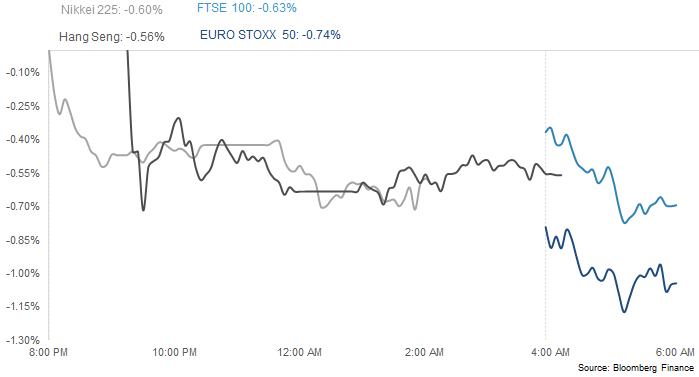 Nikkei 225: -0.60%
FTSE 100: -0.63%
Hang Seng: -0.56%
EURO STOXX 50: -0.74%
-0.10%
-0.25%
-0.40%
-0.55%
-0.70%
-0.85%
-1.00%
-1.15%
-1.30%
8:00 PM
10:00 PM
12:00 AM
2:00 AM
4:00 AM
6:00 AM
Source: Bloomberg Finance